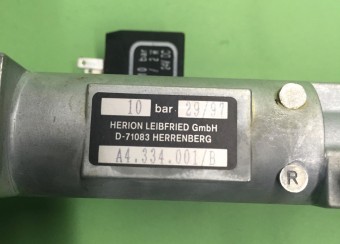 10 bar 29/97
HERION LEIBFRIED GmbH
D-71083 HERRENBERG
A4.334.001/B
R